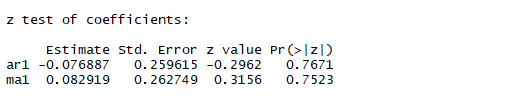 z test of coefficients:
Estimate Std. Error z value Pr(>|z|)
ar1 -0.076887 0.259615 -0.2962 0.7671
ma1 0.082919 0.262749 0.3156 0.7523